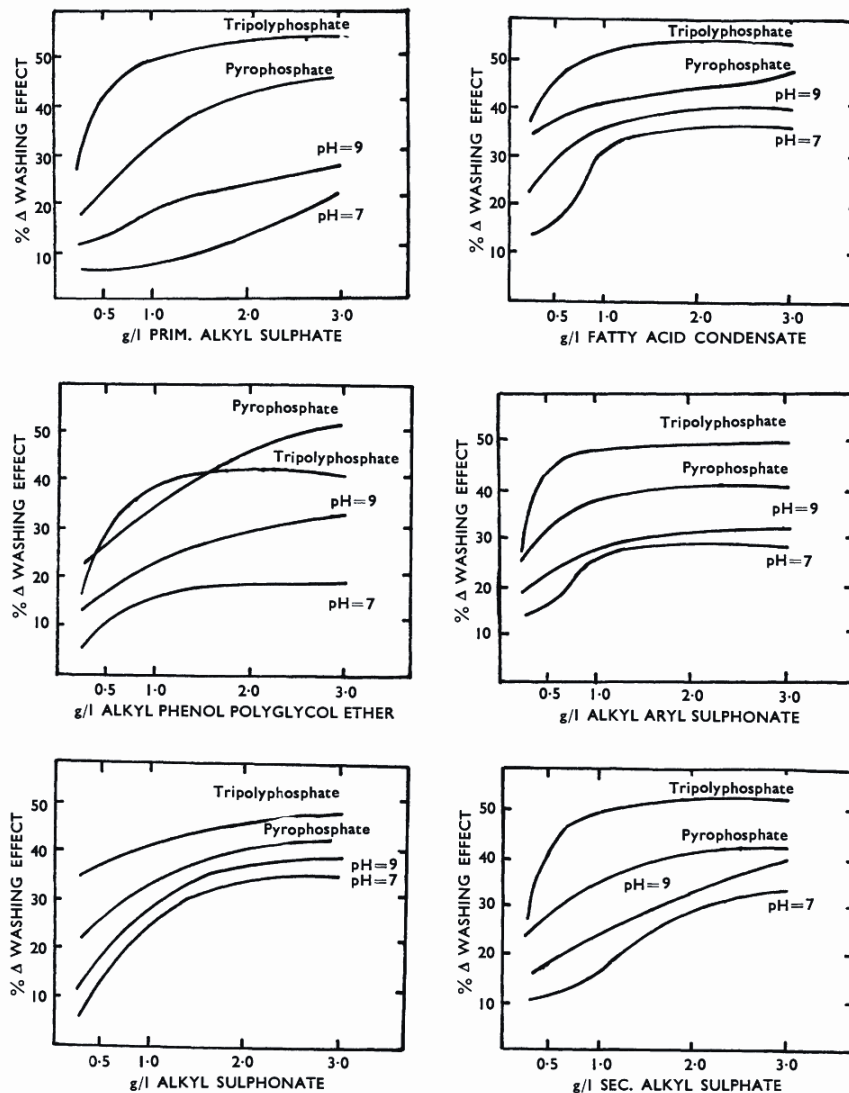 % Δ WASHING EFFECT
50
40
30
20
10
Tripolyphosphate
Pyrophosphate
pH=9
pH=7
0·5 1·0 2·0 3·0
g/l PRIM. ALKYL SULPHATE
% Δ WASHING EFFECT
50
40
30
20
10
Tripolyphosphate
Pyrophosphate
pH=9
pH=7
0·5 1·0 2·0 3·0
g/l FATTY ACID CONDENSATE
% Δ WASHING EFFECT
50
40
30
20
10
Pyrophosphate
Tripolyphosphate
pH=9
pH=7
0·5 1·0 2·0 3·0
g/l ALKYL PHENOL POLYGLYCOL ETHER
% Δ WASHING EFFECT
50
40
30
20
10
Tripolyphosphate
Pyrophosphate
pH=9
pH=7
0·5 1·0 2·0 3·0
g/l ALKYL ARYL SULPHONATE
% Δ WASHING EFFECT
50
40
30
20
10
Tripolyphosphate
Pyrophosphate
pH=9
pH=7
0·5 1·0 2·0 3·0
g/l ALKYL SULPHONATE
% Δ WASHING EFFECT
50
40
30
20
10
Tripolyphosphate
Pyrophosphate
pH=9
pH=7
0·5 1·0 2·0 3·0
g/l SEC. ALKYL SULPHATE